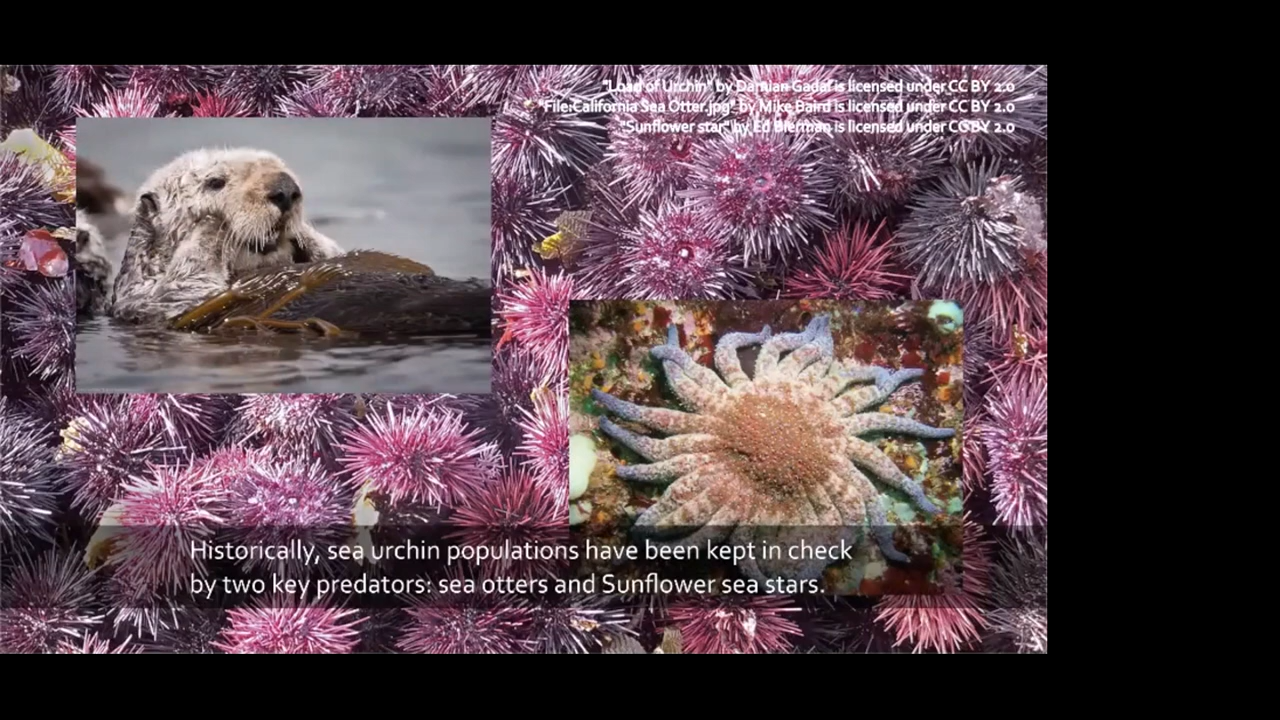 "Load of Urchin" by Damian Gadal is licensed under CC BY 2.0
"File:California Sea Otter.jpg" by Mike Baird is licensed under CC BY 2.0
"Sunflower star" by Ed Bierman is licensed under CC BY 2.0
Historically, sea urchin populations have been kept in check
by two key predators: sea otters and Sunflower sea stars.